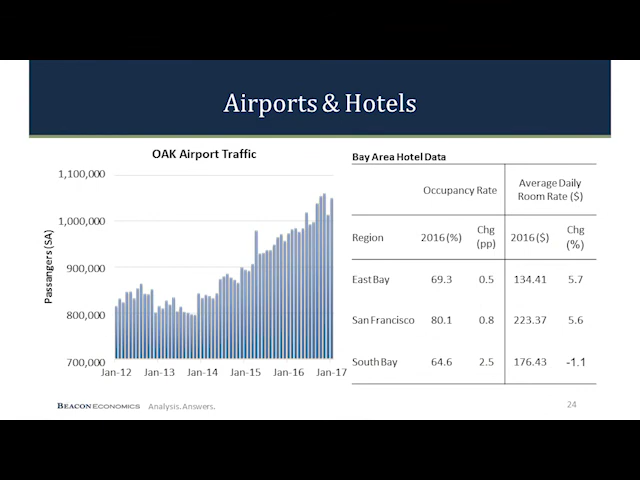 Airports & Hotels
OAK Airport Traffic
Passangers (SA)
1,100,000
1,000,000
900,000
800,000
700,000
Jan-12 Jan-13 Jan-14 Jan-15 Jan-16 Jan-17
Bay Area Hotel Data
Occupancy Rate
Average Daily
Room Rate ($)
Region 2016 (%) Chg (pp) 2016 ($) Chg (%)
East Bay 69.3 0.5 134.41 5.7
San Francisco 80.1 0.8 223.37 5.6
South Bay 64.6 2.5 176.43 -1.1
BEACON ECONOMICS Analysis. Answers.
24